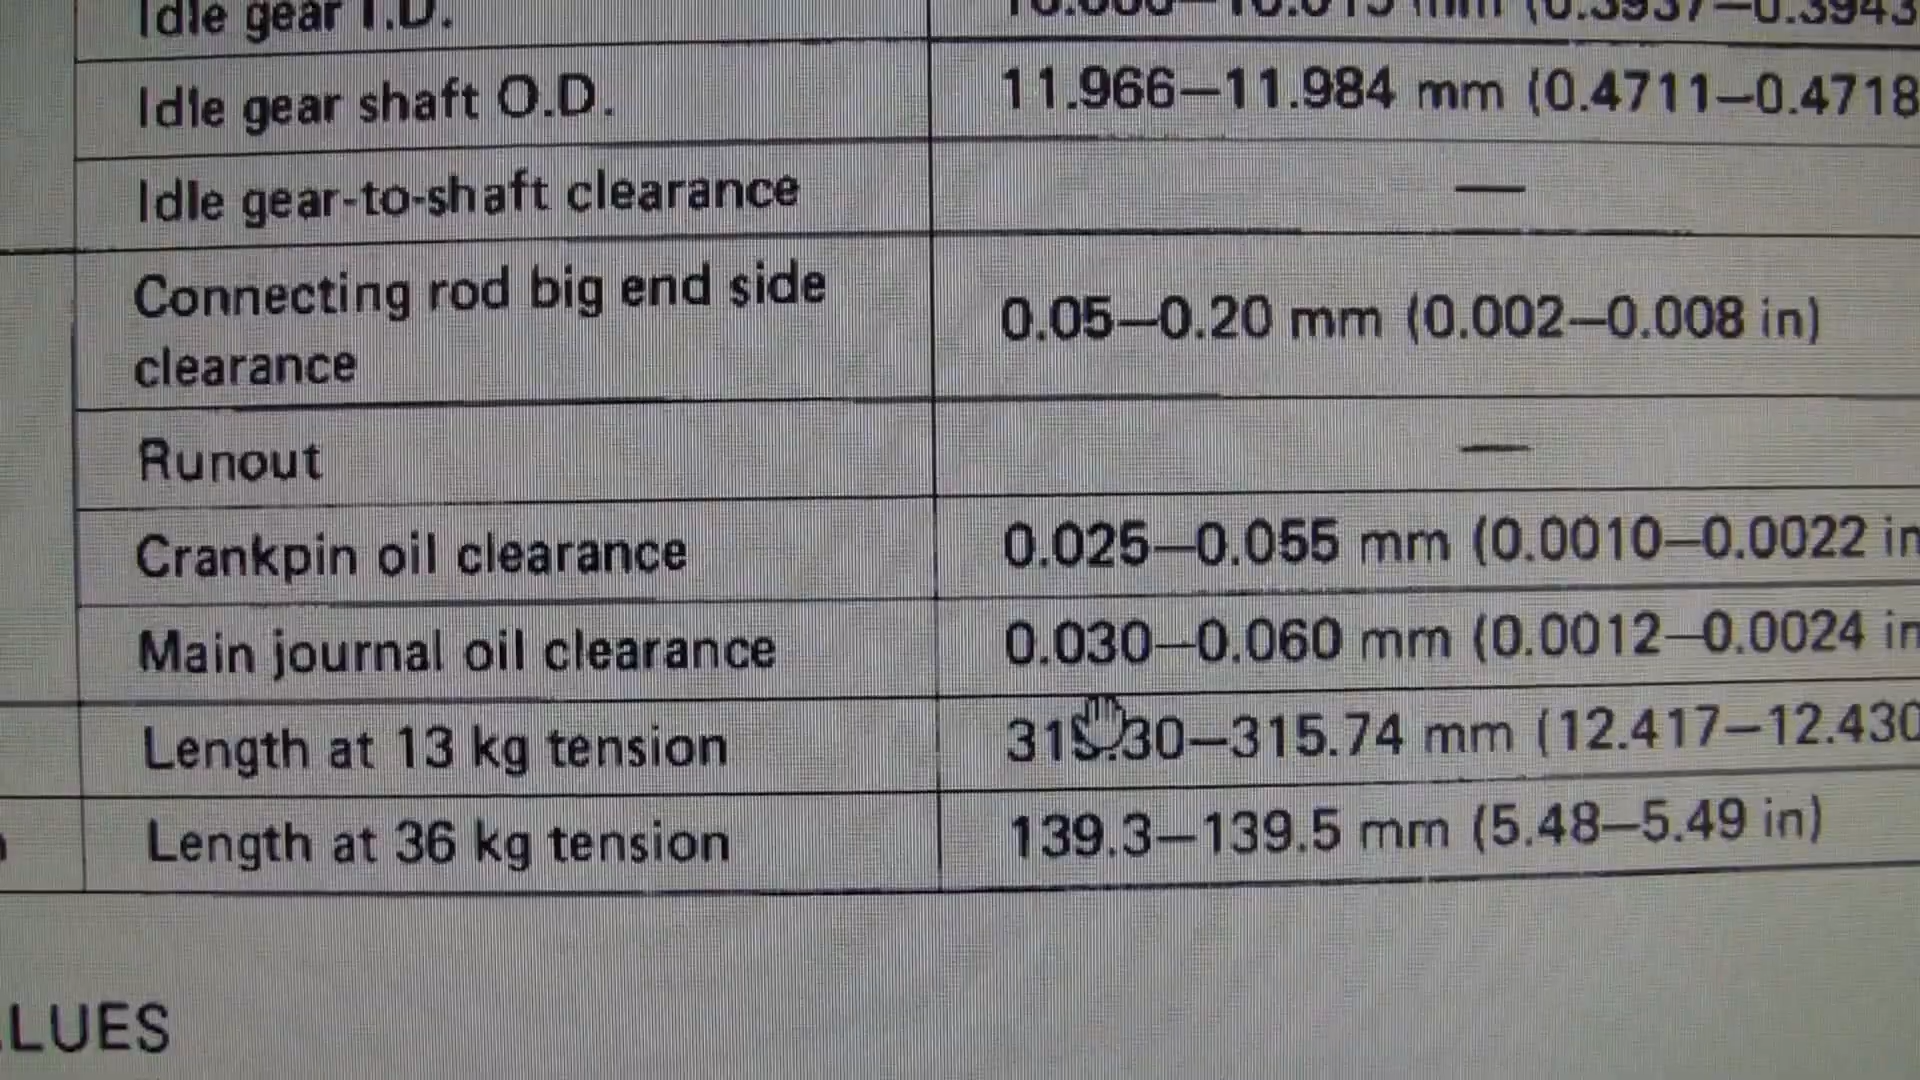 Idle gear I.D.
Idle gear shaft O.D. 11.966—11.984 mm (0.4711—0.4718
Idle gear-to-shaft clearance —
Connecting rod big end side
clearance 0.05—0.20 mm (0.002—0.008 in)
Runout —
Crankpin oil clearance 0.025—0.055 mm (0.0010—0.0022 in
Main journal oil clearance 0.030—0.060 mm (0.0012—0.0024 in
Length at 13 kg tension 315.30—315.74 mm (12.417—12.430
Length at 36 kg tension 139.3—139.5 mm (5.48—5.49 in)
LUES